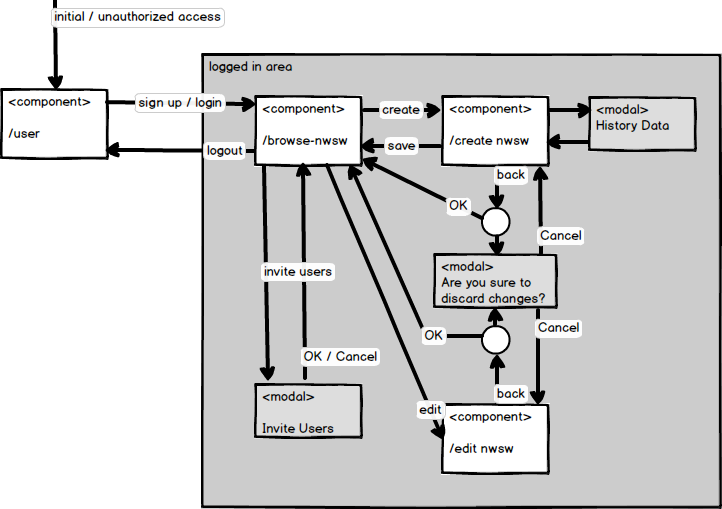 initial / unauthorized access
logged in area
<component>
/user
sign up / login
logout
<component>
/browse-nwsw
create
save
<component>
/create nwsw
<modal>
History Data
back
OK
Cancel
<modal>
Are you sure to
discard changes?
invite users
OK / Cancel
OK
Cancel
<modal>
Invite Users
back
edit
<component>
/edit nwsw